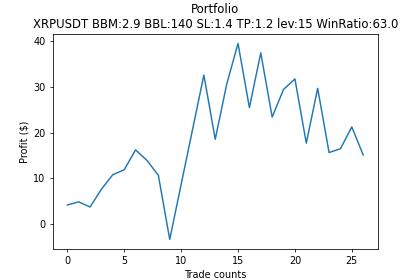 Portfolio
XRPUSDT BBM:2.9 BBL:140 SL:1.4 TP:1.2 lev:15 WinRatio:63.0
40
30
20
10
0
Profit ($)
0 5 10 15 20 25
Trade counts